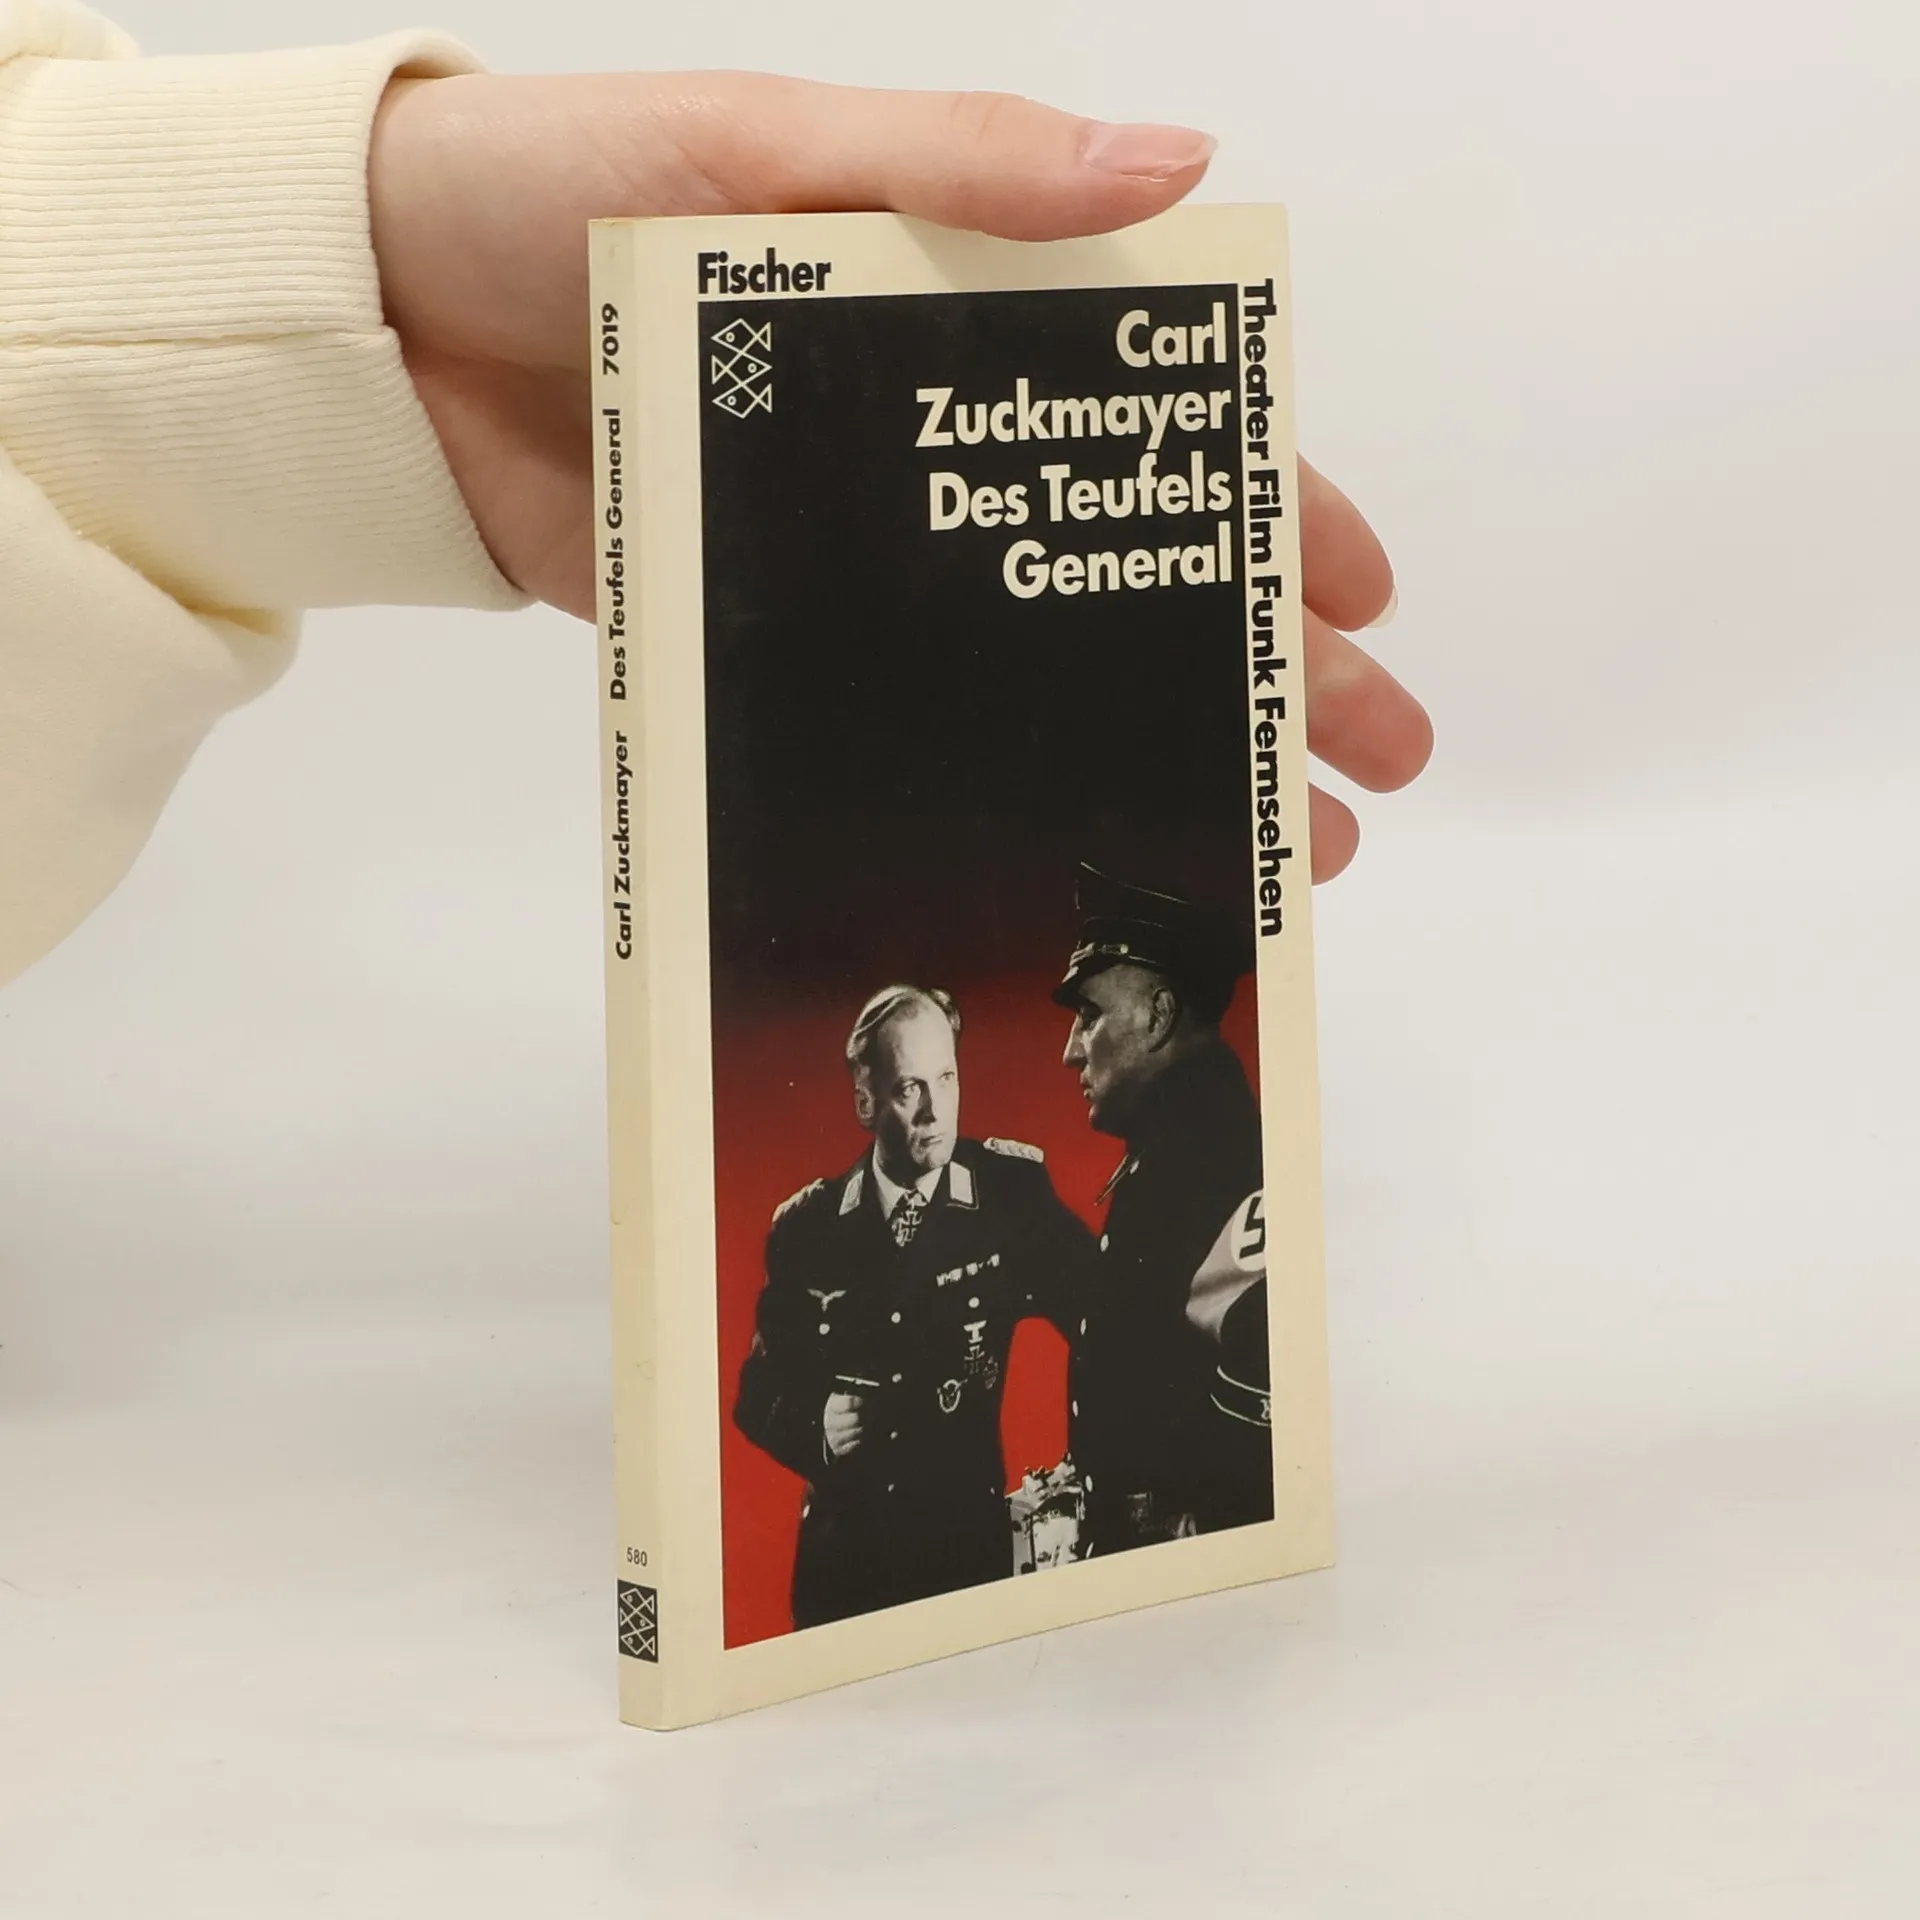 Fischer
Carl
Zuckmayer
Des Teufels
General
Theater Film Funk Fernsehen
Carl Zuckmayer Des Teufels General 7019
580